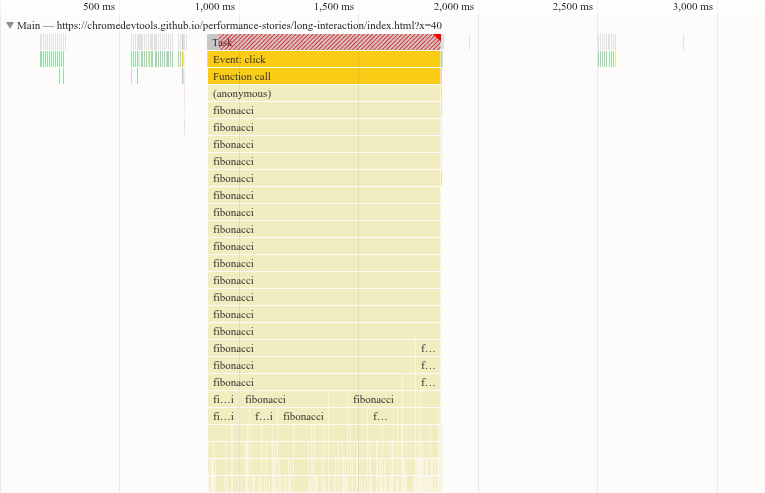 500 ms 1,000 ms 1,500 ms 2,000 ms 2,500 ms 3,000 ms
Main — https://chromedevtools.github.io/performance-stories/long-interaction/index.html?x=40
Task
Event: click
Function call
(anonymous)
fibonacci
fibonacci
fibonacci
fibonacci
fibonacci
fibonacci
fibonacci
fibonacci
fibonacci
fibonacci
fibonacci
fibonacci
fibonacci
fibonacci
fibonacci f…
fibonacci f…
fibonacci f…
fi…i fibonacci fibonacci
fi…i f…i fibonacci f…